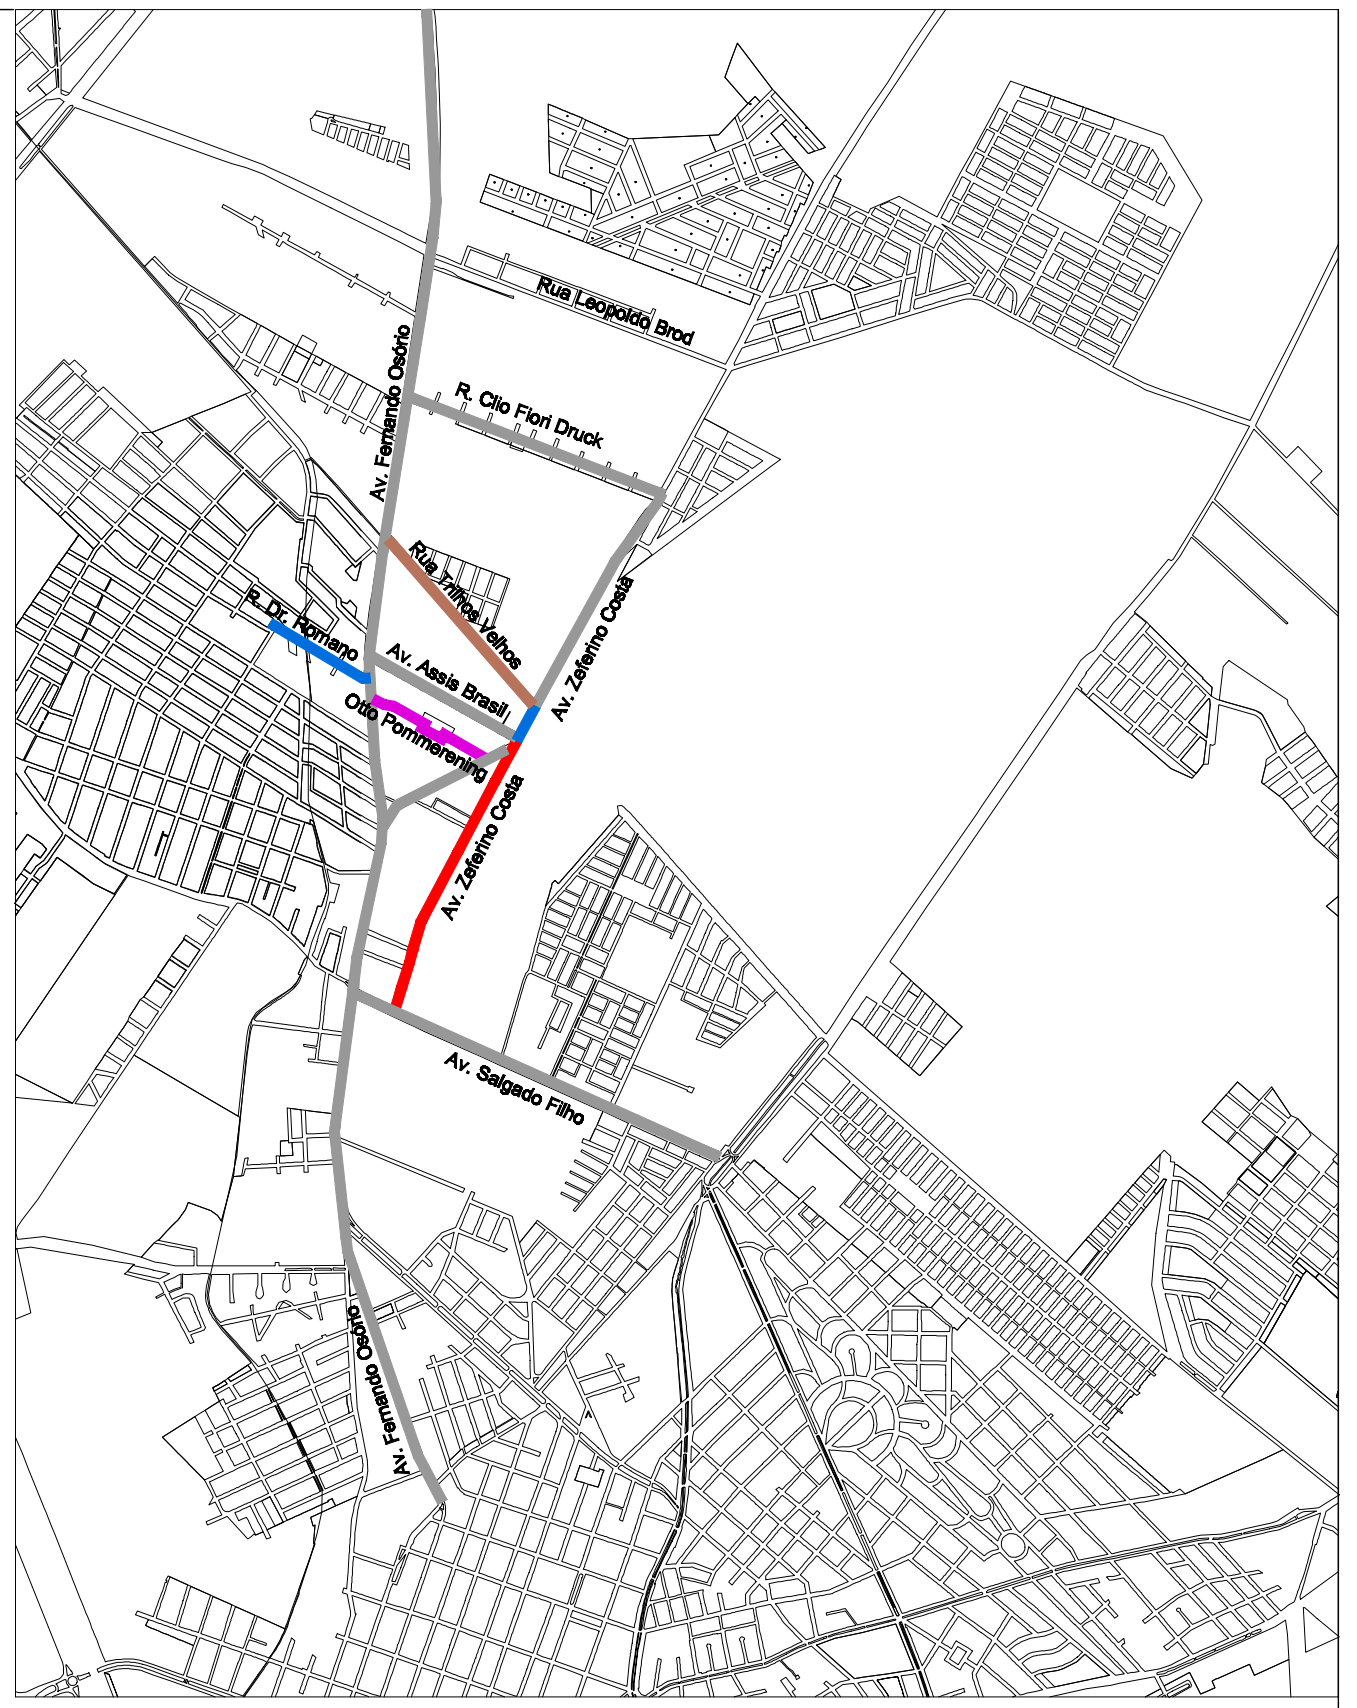 Rua Leopoldo Brod
Av. Fernando Osório
R. Clio Fiori Druck
Rua Trilhos Velhos
R. Dr. Romano
Av. Zeferino Costa
Av. Assis Brasil
Otto Pommerening
Av. Zeferino Costa
Av. Salgado Filho
Av. Fernando Osório